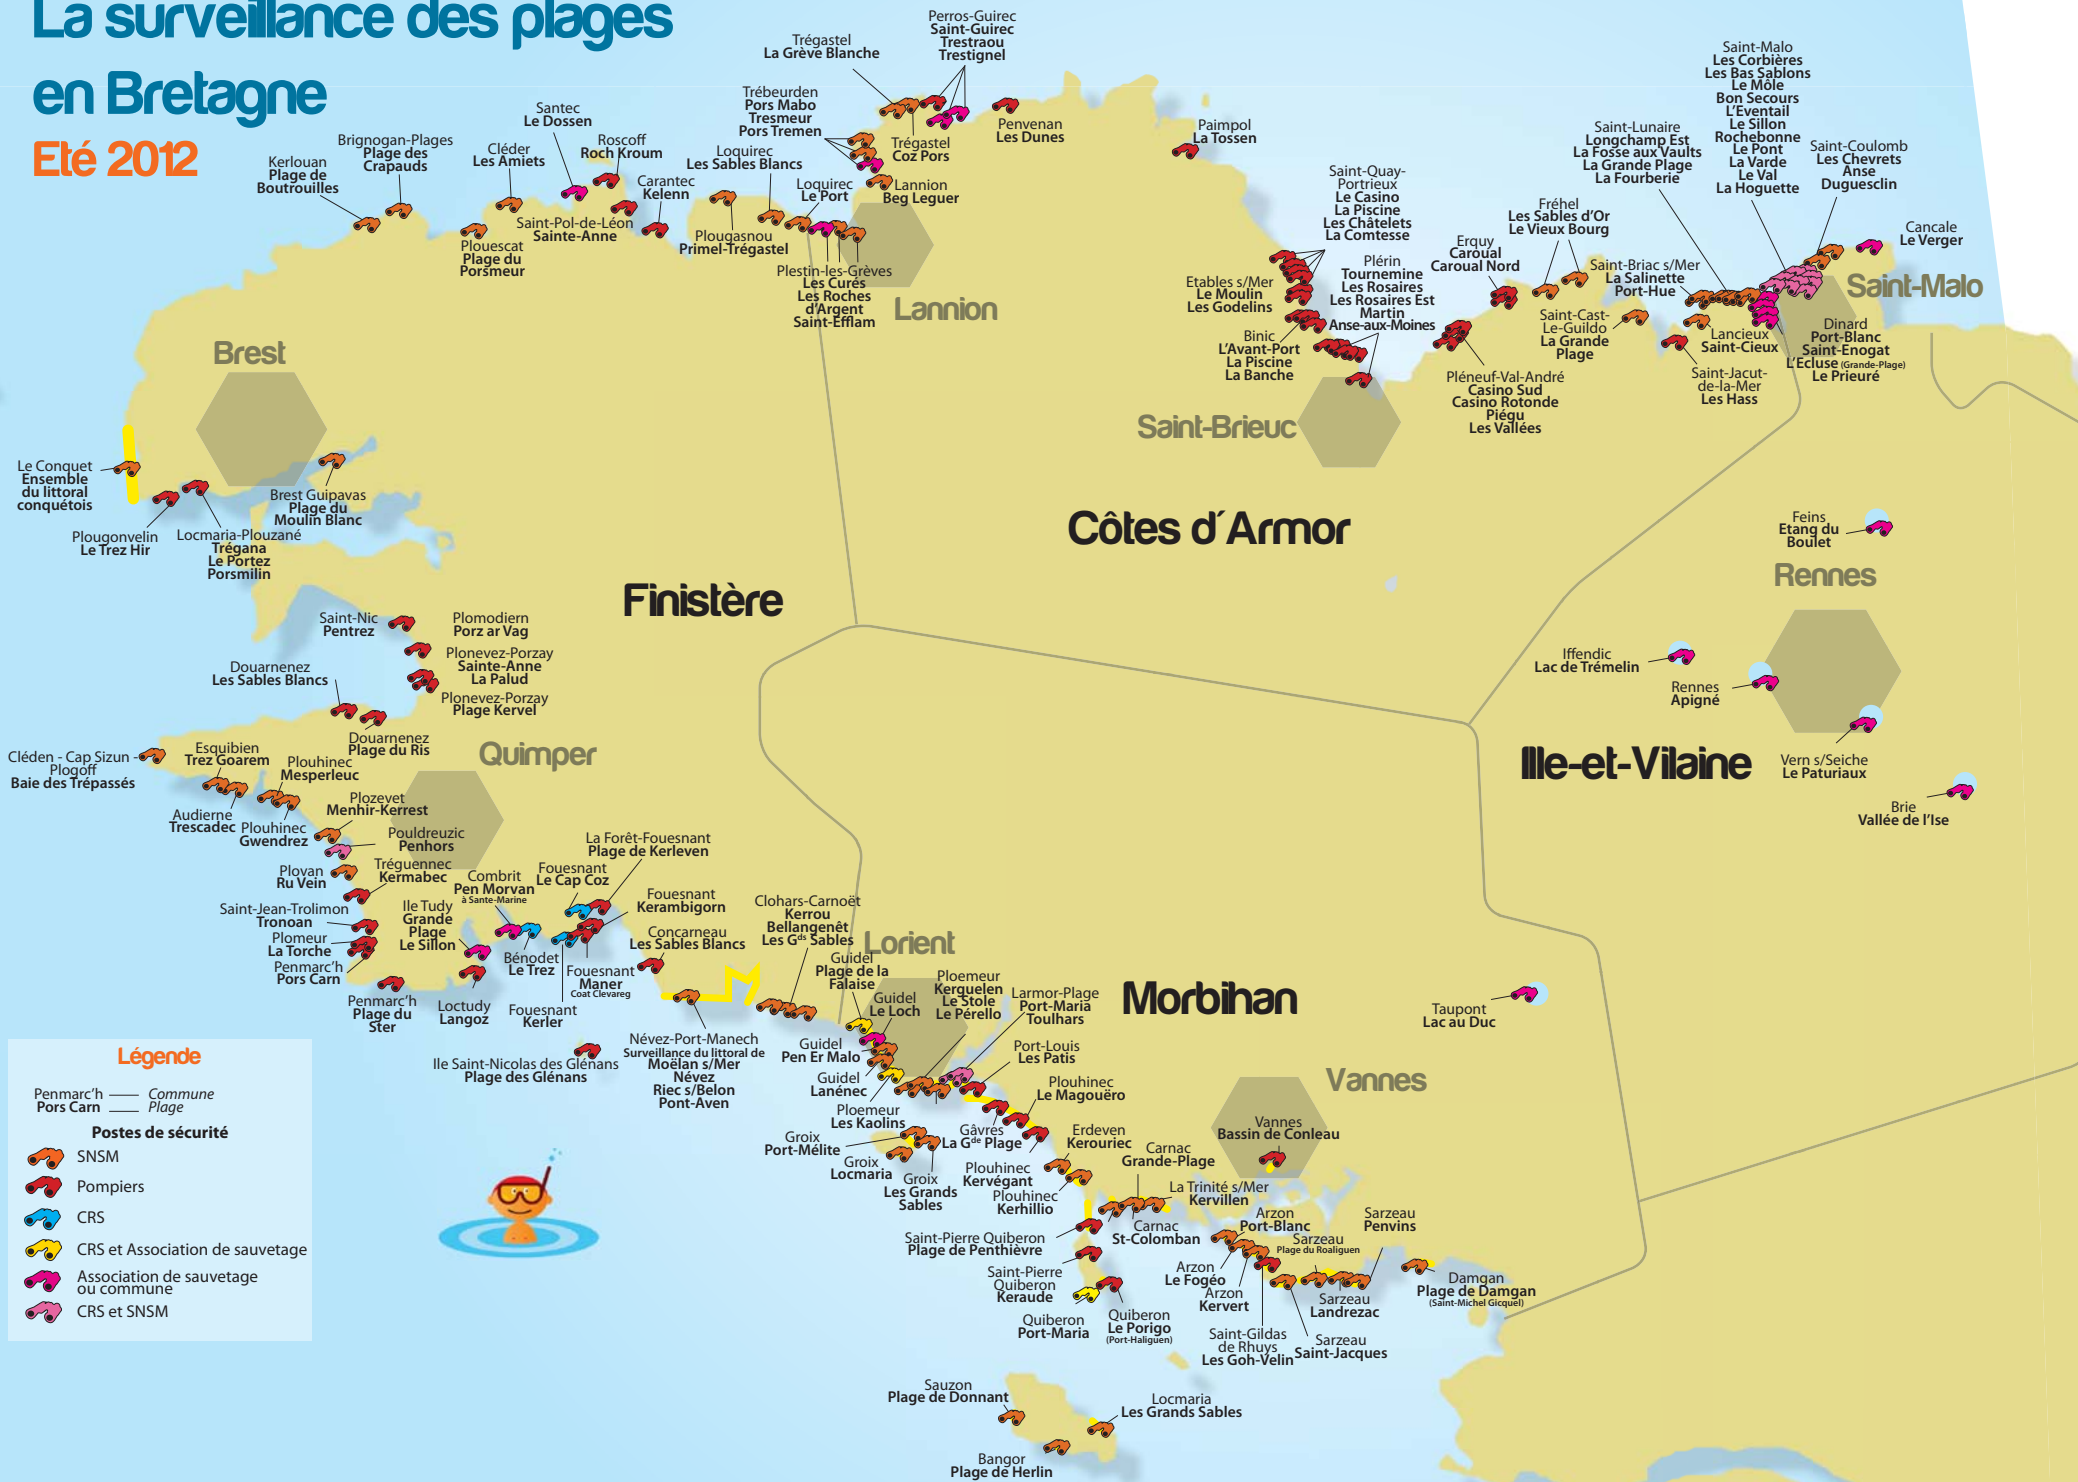 La surveillance des plages
en Bretagne
Eté 2012
Kerlouan
Plage de
Boutrouilles
Brignogan-Plages
Plage des
Crapauds
Cléder
Les Amiets
Santec
Le Dossen
Roscoff
Roch Kroum
Carantec
Kelenn
Plouescat
Plage du
Porsmeur
Saint-Pol-de-Léon
Sainte-Anne
Loquirec
Les Sables Blancs
Loquirec
Le Port
Plougasnou
Primel-Trégastel
Plestin-les-Grèves
Les Curés
Les Roches
d'Argent
Saint-Efflam
Trébeurden
Pors Mabo
Tresmeur
Pors Tremen
Trégastel
La Grève Blanche
Perros-Guirec
Saint-Guirec
Trestraou
Trestignel
Trégastel
Coz Pors
Lannion
Beg Leguer
Penvenan
Les Dunes
Paimpol
La Tossen
Lannion
Saint-Quay-
Portrieux
Le Casino
La Piscine
Les Châtelets
La Comtesse
Etables s/Mer
Le Moulin
Les Godelins
Binic
L'Avant-Port
La Piscine
La Banche
Plérin
Tournemine
Les Rosaires
Les Rosaires Est
Martin
Anse-aux-Moines
Saint-Brieuc
Erquy
Caroual
Caroual Nord
Pléneuf-Val-André
Casino Sud
Casino Rotonde
Piégu
Les Vallées
Fréhel
Les Sables d'Or
Le Vieux Bourg
Saint-Cast-
Le-Guildo
La Grande
Plage
Saint-Briac s/Mer
La Salinette
Port-Hue
Saint-Lunaire
Longchamp Est
La Fosse aux Vaults
La Grande Plage
La Fourberie
Saint-Malo
Les Corbières
Les Bas Sablons
Le Môle
Bon Secours
L'Eventail
Le Sillon
Rochebonne
Le Pont
La Varde
Le Val
La Hoguette
Saint-Coulomb
Les Chevrets
Anse
Duguesclin
Cancale
Le Verger
Saint-Malo
Lancieux
Saint-Cieux
Saint-Jacut-
de-la-Mer
Les Hass
Dinard
Port-Blanc
Saint-Enogat
L'Ecluse (Grande-Plage)
Le Prieuré
Brest
Le Conquet
Ensemble
du littoral
conquétois
Plougonvelin
Le Trez Hir
Locmaria-Plouzané
Trégana
Le Portez
Porsmilin
Brest Guipavas
Plage du
Moulin Blanc
Côtes d´Armor
Finistère
Feins
Etang du
Boulet
Rennes
Iffendic
Lac de Trémelin
Rennes
Apigné
Vern s/Seiche
Le Paturiaux
Brie
Vallée de l'Ise
Ille-et-Vilaine
Saint-Nic
Pentrez
Plomodiern
Porz ar Vag
Plonevez-Porzay
Sainte-Anne
La Palud
Plonevez-Porzay
Plage Kervel
Douarnenez
Les Sables Blancs
Douarnenez
Plage du Ris
Quimper
Cléden - Cap Sizun -
Plogoff
Baie des Trépassés
Esquibien
Trez Goarem
Audierne
Trescadec
Plouhinec
Mesperleuc
Plouhinec
Gwendrez
Plozevet
Menhir-Kerrest
Pouldreuzic
Penhors
Plovan
Ru Vein
Tréguennec
Kermabec
Saint-Jean-Trolimon
Tronoan
Plomeur
La Torche
Penmarc'h
Pors Carn
Penmarc'h
Plage du
Ster
Ile Tudy
Grande
Plage
Le Sillon
Loctudy
Langoz
Combrit
Pen Morvan
à Sante-Marine
Bénodet
Le Trez
Fouesnant
Le Cap Coz
La Forêt-Fouesnant
Plage de Kerleven
Fouesnant
Kerambigorn
Fouesnant
Maner
Coat Clevareg
Fouesnant
Kerler
Concarneau
Les Sables Blancs
Ile Saint-Nicolas des Glénans
Plage des Glénans
Névez-Port-Manech
Surveillance du littoral de
Moëlan s/Mer
Névez
Riec s/Belon
Pont-Aven
Clohars-Carnoët
Kerrou
Bellangenêt
Les Gds Sables
Lorient
Guidel
Plage de la
Falaise
Guidel
Le Loch
Guidel
Pen Er Malo
Guidel
Lanénec
Ploemeur
Les Kaolins
Ploemeur
Kerguelen
Le Stole
Le Pérello
Larmor-Plage
Port-Maria
Toulhars
Port-Louis
Les Patis
Plouhinec
Le Magouëro
Gâvres
La Gde Plage
Groix
Port-Mélite
Groix
Locmaria
Groix
Les Grands
Sables
Plouhinec
Kervégant
Plouhinec
Kerhillio
Erdeven
Kerouriec
Carnac
Grande-Plage
La Trinité s/Mer
Kervillen
Carnac
St-Colomban
Saint-Pierre Quiberon
Plage de Penthièvre
Saint-Pierre
Quiberon
Keraude
Quiberon
Port-Maria
Quiberon
Le Porigo
(Port-Haliguen)
Morbihan
Taupont
Lac au Duc
Vannes
Vannes
Bassin de Conleau
Arzon
Port-Blanc
Arzon
Le Fogéo
Arzon
Kervert
Saint-Gildas
de Rhuys
Les Goh-Velin
Sarzeau
Plage du Roaliguen
Sarzeau
Penvins
Sarzeau
Landrezac
Sarzeau
Saint-Jacques
Damgan
Plage de Damgan
(Saint-Michel Gicquel)
Sauzon
Plage de Donnant
Locmaria
Les Grands Sables
Bangor
Plage de Herlin
Légende
Penmarc'h Commune
Pors Carn Plage
Postes de sécurité
SNSM
Pompiers
CRS
CRS et Association de sauvetage
Association de sauvetage
ou commune
CRS et SNSM